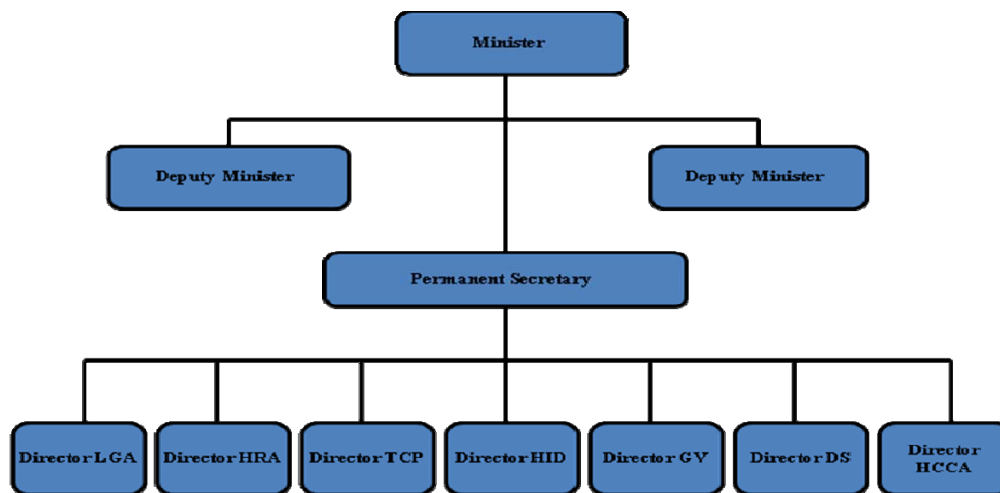 Minister
Deputy Minister
Deputy Minister
Permanent Secretary
Director LGA
Director HRA
Director TCP
Director HID
Director GV
Director DS
Director
HCCA